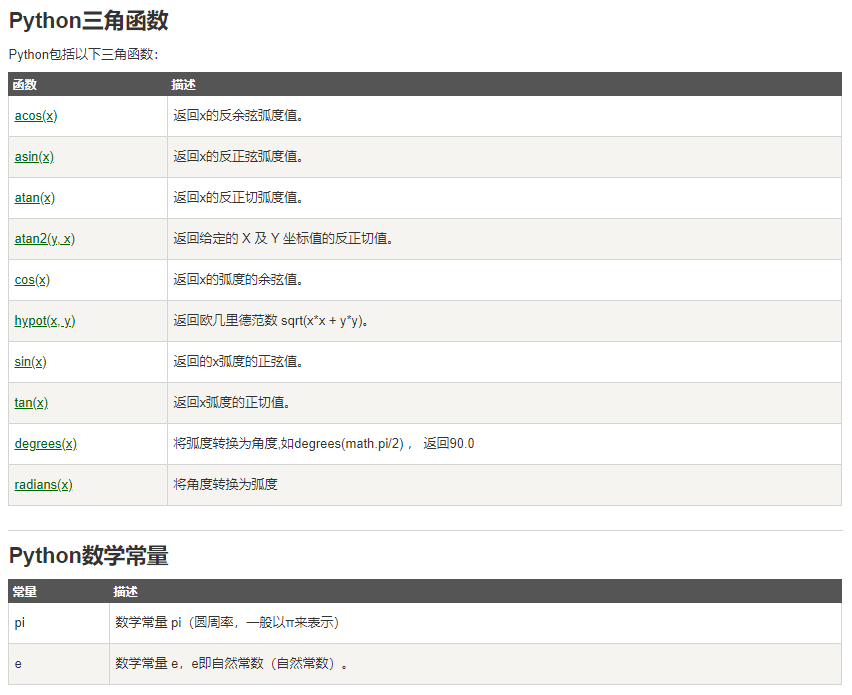 Python三角函数
Python包括以下三角函数：
函数 描述
acos(x) 返回x的反余弦弧度值。
asin(x) 返回x的反正弦弧度值。
atan(x) 返回x的反正切弧度值。
atan2(y, x) 返回给定的 X 及 Y 坐标值的反正切值。
cos(x) 返回x的弧度的余弦值。
hypot(x, y) 返回欧几里德范数 sqrt(x*x + y*y)。
sin(x) 返回的x弧度的正弦值。
tan(x) 返回x弧度的正切值。
degrees(x) 将弧度转换为角度,如degrees(math.pi/2) ， 返回90.0
radians(x) 将角度转换为弧度
Python数学常量
常量 描述
pi 数学常量 pi（圆周率，一般以π来表示）
e 数学常量 e，e即自然常数（自然常数）。